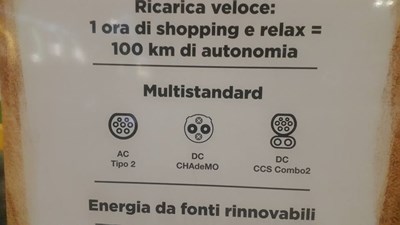 Ricarica veloce:
1 ora di shopping e relax =
100 km di autonomia
Multistandard
AC
Tipo 2
DC
CHAdeMO
DC
CCS Combo2
Energia da fonti rinnovabili